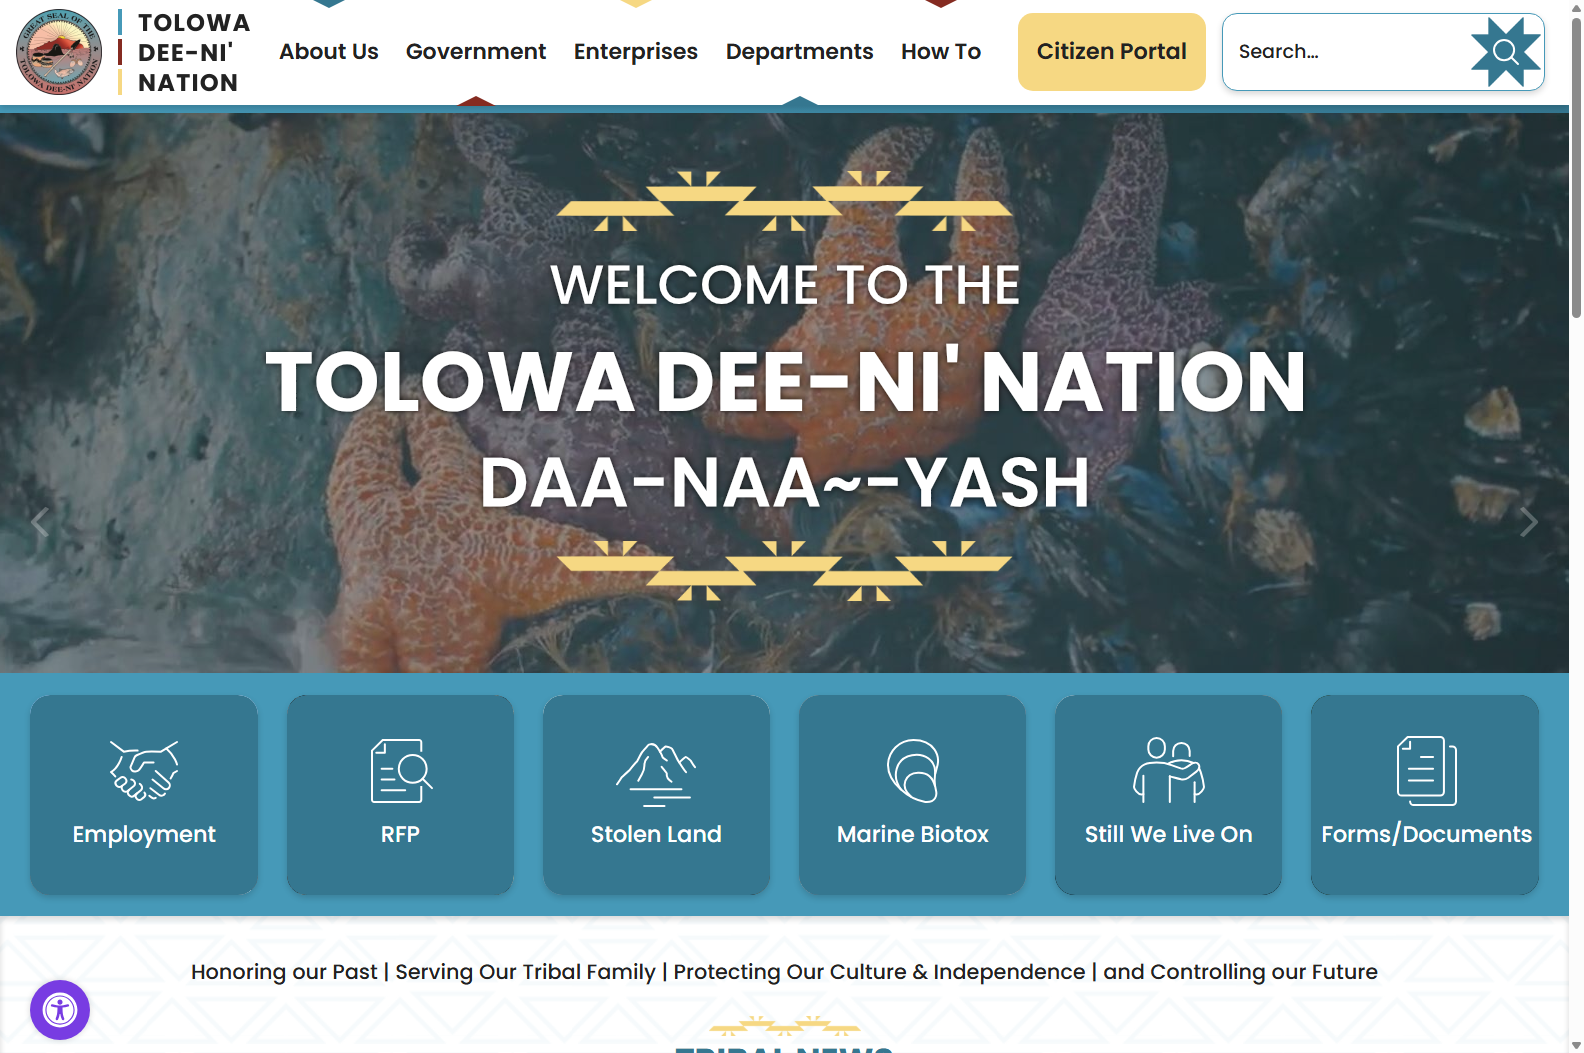 GREAT SEAL OF THE
TOLOWA DEE-NI' NATION
TOLOWA
DEE-NI'
NATION
About Us
Government
Enterprises
Departments
How To
Citizen Portal
Search...
WELCOME TO THE
TOLOWA DEE-NI' NATION
DAA-NAA~-YASH
Employment
RFP
Stolen Land
Marine Biotox
Still We Live On
Forms/Documents
Honoring our Past | Serving Our Tribal Family | Protecting Our Culture & Independence | and Controlling our Future
TRIBAL NEWS